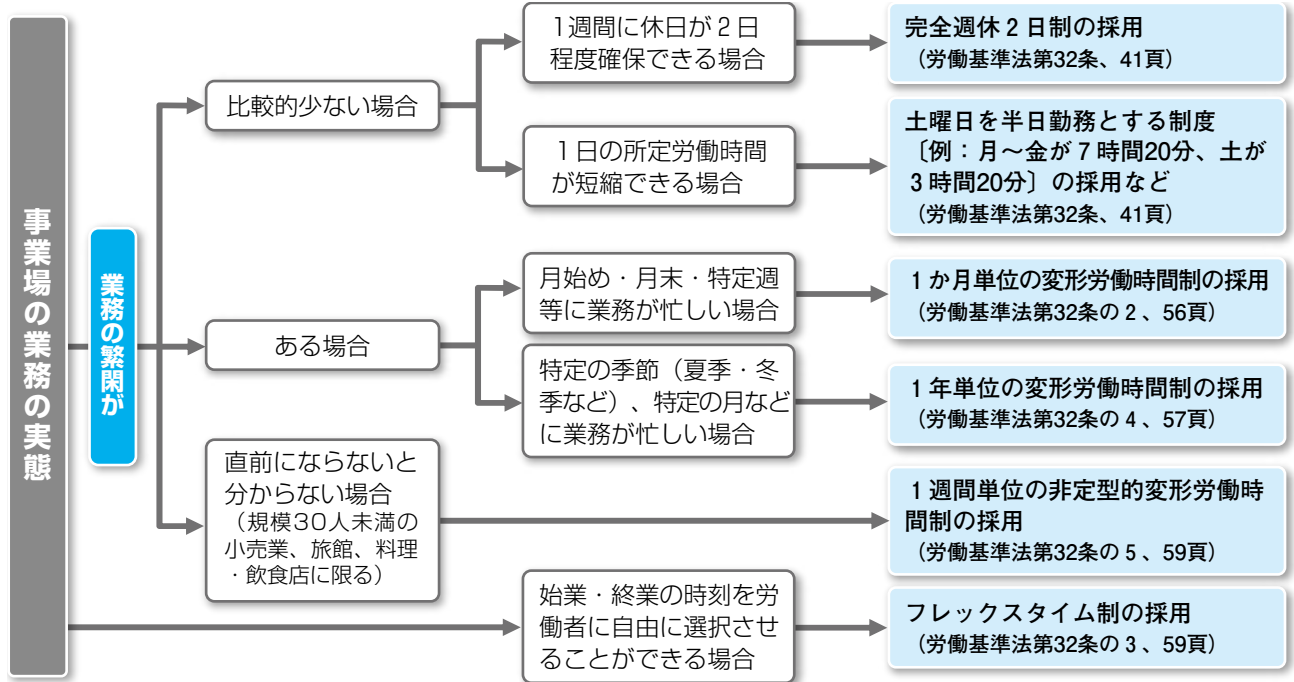 事業場の業務の実態
業務の繁閑が
比較的少ない場合
1週間に休日が2日
程度確保できる場合
完全週休2日制の採用
（労働基準法第32条、41頁）
1日の所定労働時間
が短縮できる場合
土曜日を半日勤務とする制度
〔例：月～金が7時間20分、土が
3時間20分〕の採用など
（労働基準法第32条、41頁）
ある場合
月始め・月末・特定週
等に業務が忙しい場合
1か月単位の変形労働時間制の採用
（労働基準法第32条の2、56頁）
特定の季節（夏季・冬
季など）、特定の月など
に業務が忙しい場合
1年単位の変形労働時間制の採用
（労働基準法第32条の4、57頁）
直前にならないと
分からない場合
（規模30人未満の
小売業、旅館、料理
・飲食店に限る）
1週間単位の非定型的変形労働時
間制の採用
（労働基準法第32条の5、59頁）
始業・終業の時刻を労
働者に自由に選択させ
ることができる場合
フレックスタイム制の採用
（労働基準法第32条の3、59頁）